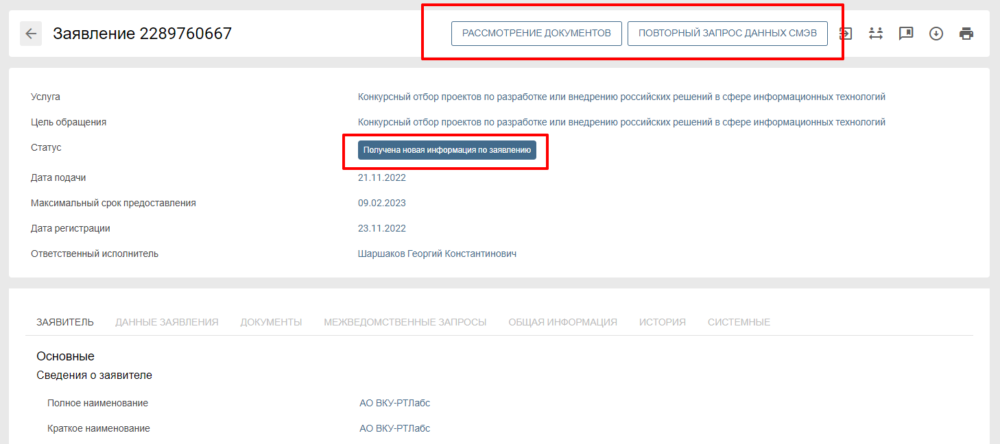 Заявление 2289760667
РАССМОТРЕНИЕ ДОКУМЕНТОВ
ПОВТОРНЫЙ ЗАПРОС ДАННЫХ СМЭВ
Услуга Конкурсный отбор проектов по разработке или внедрению российских решений в сфере информационных технологий
Цель обращения Конкурсный отбор проектов по разработке или внедрению российских решений в сфере информационных технологий
Статус Получена новая информация по заявлению
Дата подачи 21.11.2022
Максимальный срок предоставления 09.02.2023
Дата регистрации 23.11.2022
Ответственный исполнитель Шаршаков Георгий Константинович
ЗАЯВИТЕЛЬ ДАННЫЕ ЗАЯВЛЕНИЯ ДОКУМЕНТЫ МЕЖВЕДОМСТВЕННЫЕ ЗАПРОСЫ ОБЩАЯ ИНФОРМАЦИЯ ИСТОРИЯ СИСТЕМНЫЕ
Основные
Сведения о заявителе
Полное наименование АО ВКУ-РТЛабс
Краткое наименование АО ВКУ-РТЛабс